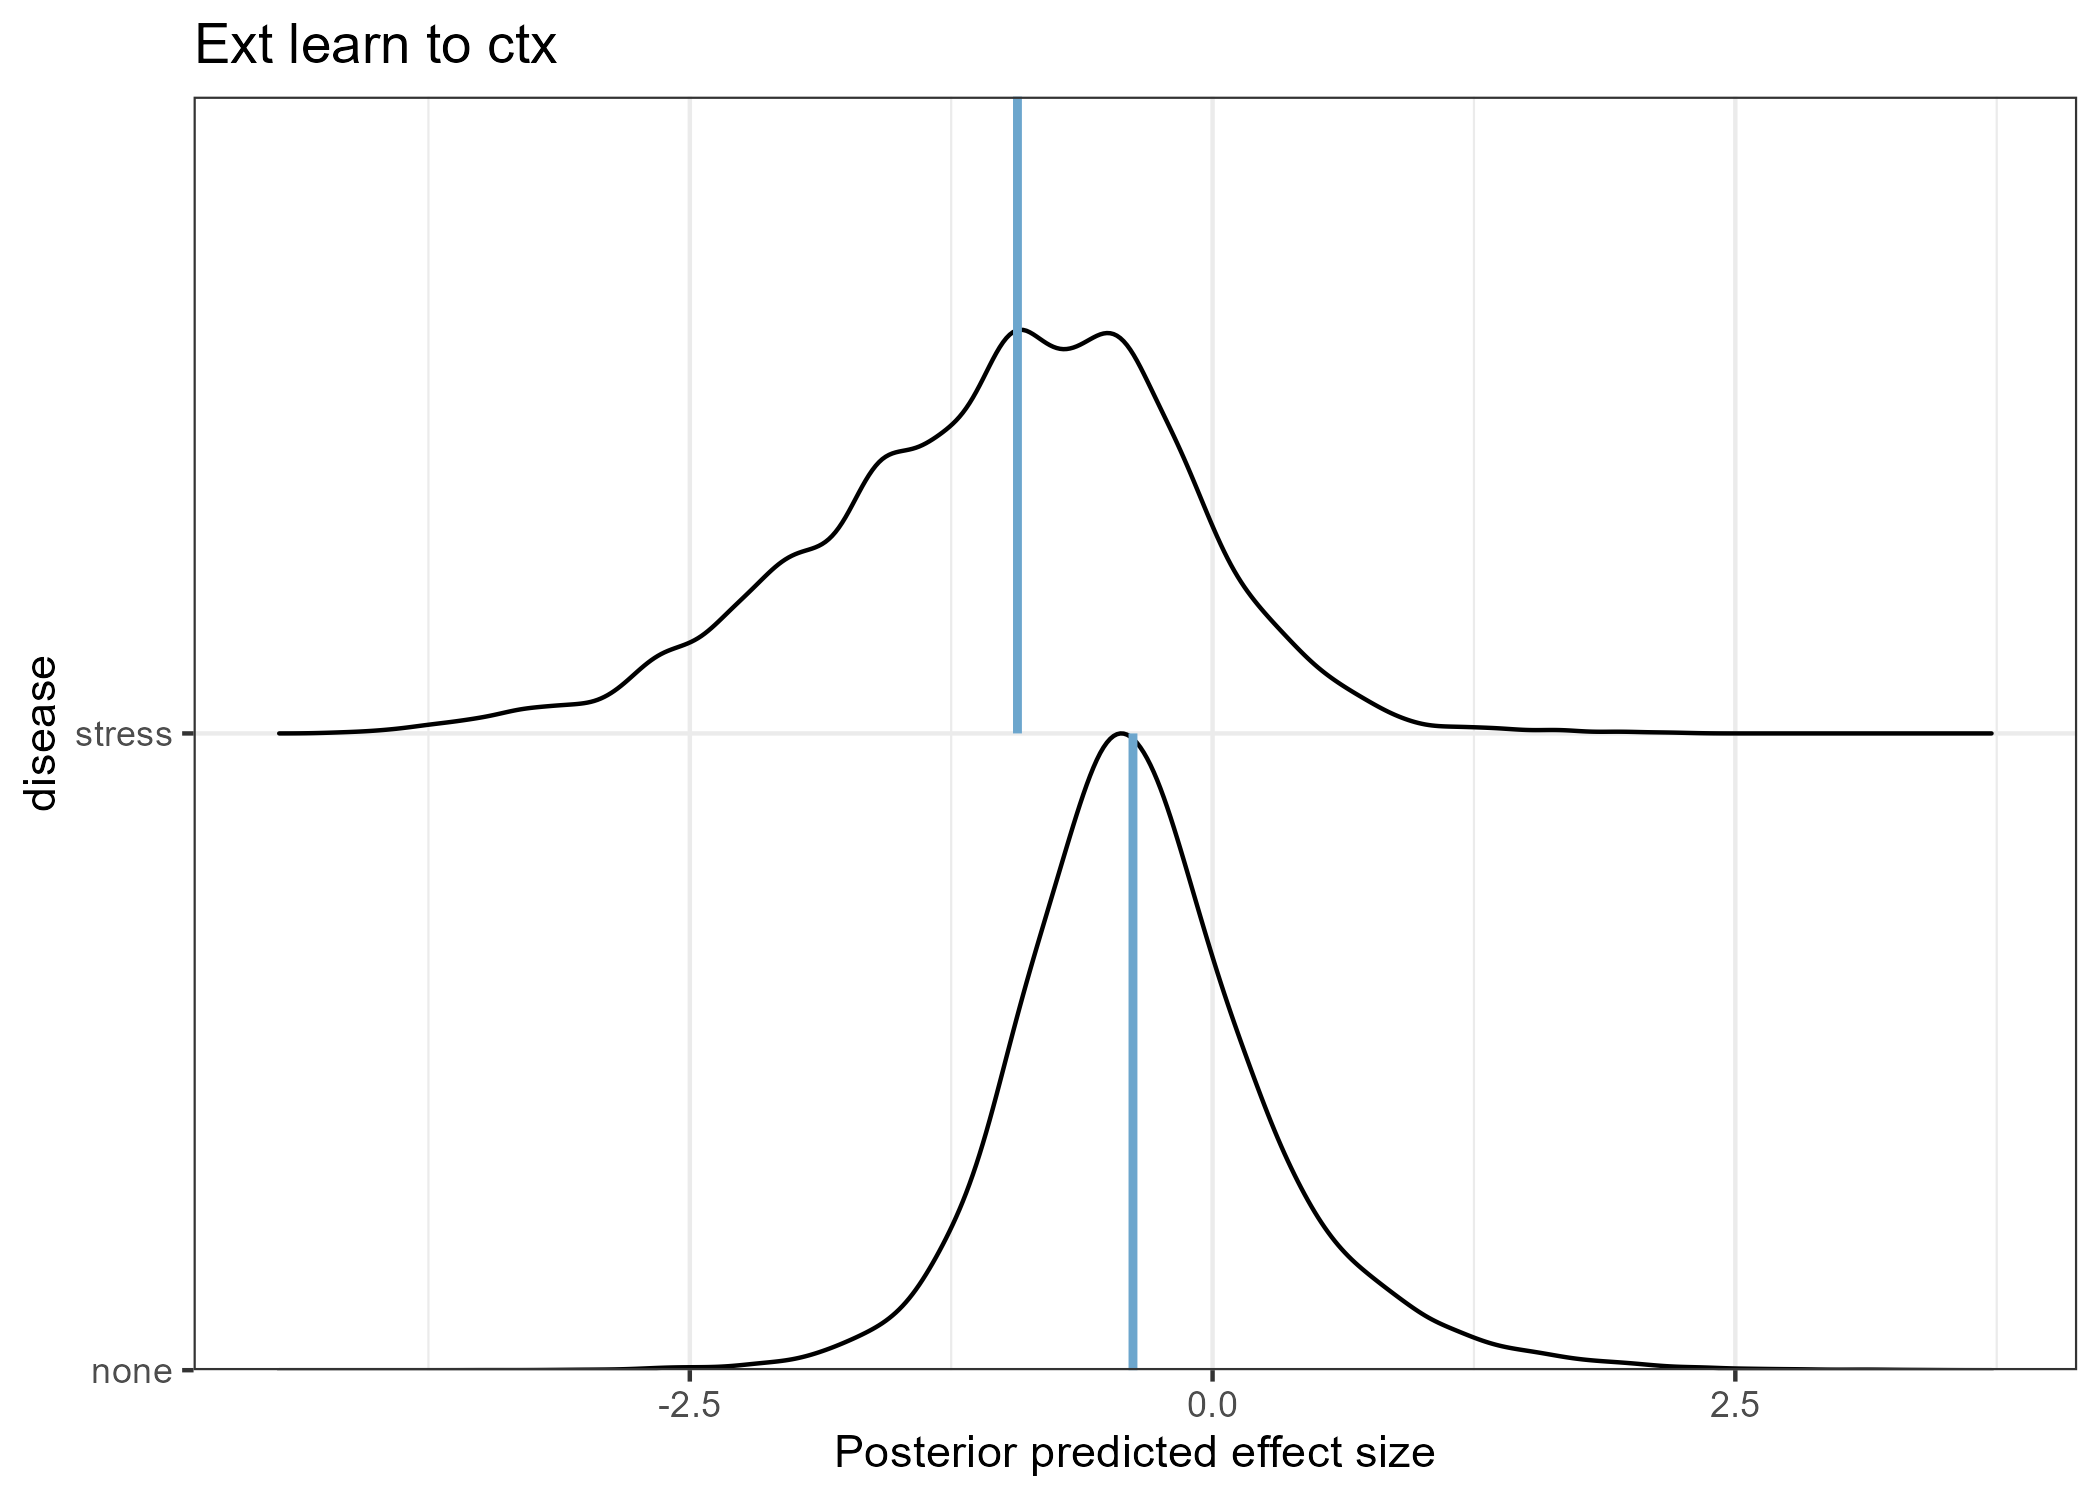 Ext learn to ctx
disease
stress
none
-2.5
0.0
2.5
Posterior predicted effect size